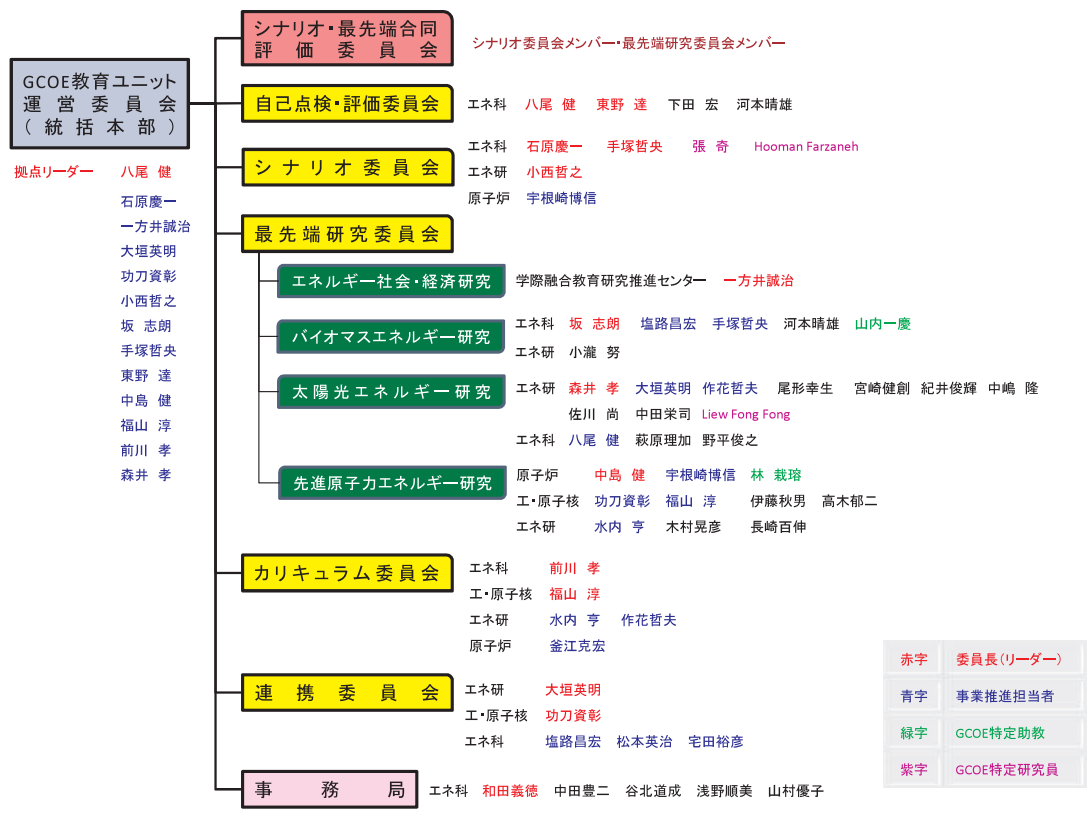 シナリオ・最先端合同
評価委員会
シナリオ委員会メンバー・最先端研究委員会メンバー
GCOE教育ユニット
運営委員会
(統括本部)
拠点リーダー 八尾 健
石原慶一
一方井誠治
大垣英明
功刀資彰
小西哲之
坂 志朗
手塚哲央
東野 達
中島 健
福山 淳
前川 孝
森井 孝
自己点検・評価委員会
エネ科 八尾 健 東野 達 下田 宏 河本晴雄
シナリオ委員会
エネ科 石原慶一 手塚哲央 張 奇 Hooman Farzaneh
エネ研 小西哲之
原子炉 宇根崎博信
最先端研究委員会
エネルギー社会・経済研究
学際融合教育研究推進センター 一方井誠治
バイオマスエネルギー研究
エネ科 坂 志朗 塩路昌宏 手塚哲央 河本晴雄 山内一慶
エネ研 小瀧 努
太陽光エネルギー研究
エネ研 森井 孝 大垣英明 作花哲夫 尾形幸生 宮崎健創 紀井俊輝 中嶋 隆
佐川 尚 中田栄司 Liew Fong Fong
エネ科 八尾 健 萩原理加 野平俊之
先進原子力エネルギー研究
原子炉 中島 健 宇根崎博信 林 栽瑢
工・原子核 功刀資彰 福山 淳 伊藤秋男 高木郁二
エネ研 水内 亨 木村晃彦 長崎百伸
カリキュラム委員会
エネ科 前川 孝
工・原子核 福山 淳
エネ研 水内 亨 作花哲夫
原子炉 釜江克宏
連携委員会
エネ研 大垣英明
工・原子核 功刀資彰
エネ科 塩路昌宏 松本英治 宅田裕彦
事務局
エネ科 和田義徳 中田豊二 谷北道成 浅野順美 山村優子
赤字 委員長(リーダー)
青字 事業推進担当者
緑字 GCOE特定助教
紫字 GCOE特定研究員